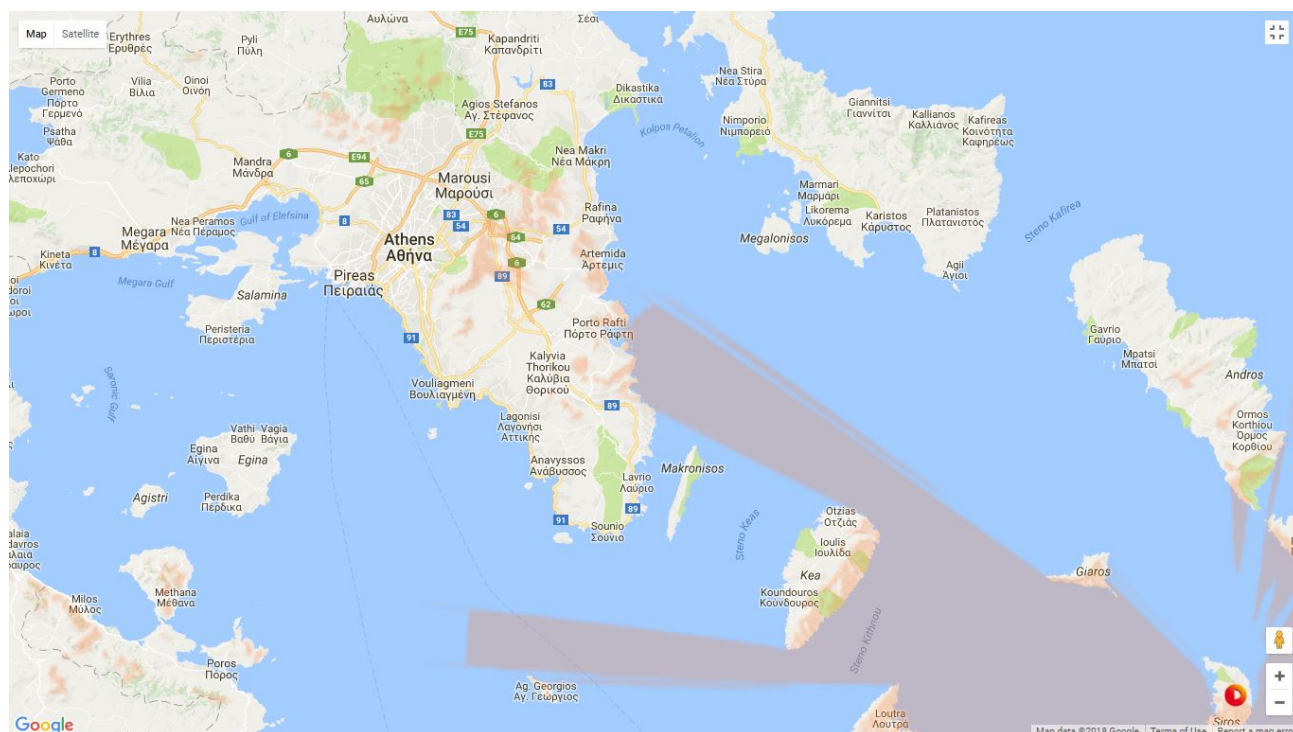 Map
Satellite
Erythres
Ερυθρές
Pyli
Πύλη
Αυλώνα
E75
Kapandriti
Καπανδρίτι
Σέσι
Porto
Germeno
Πόρτο
Γερμενό
Vilia
Βίλια
Oinoi
Οινόη
83
Dikastika
Δικαστικά
Nea Stira
Νέα Στύρα
Agios Stefanos
Αγ. Στέφανος
Giannitsi
Γιαννίτσι
Kallianos
Καλλιάνος
Kafireas
Κοινότητα
Καφηρέως
Psatha
Ψάθα
E75
Kolpos Petalion
Nimporio
Νιμπορειό
Kato
Mandra
Μάνδρα
6
E94
65
Nea Makri
Νέα Μάκρη
Marousi
Μαρούσι
Marmari
Μαρμάρι
Nea Peramos
Νέα Πέραμος
Gulf of Elefsina
8
83
54
6
Rafina
Ραφήνα
54
Likorema
Λυκόρεμα
Karistos
Κάρυστος
Platanistos
Πλατανιστός
Steno Kafirea
Megara
Μέγαρα
Athens
Αθήνα
64
6
Megalonisos
Kineta
Κινέτα
8
Artemida
Άρτεμις
Agii
Άγιοι
Megara Gulf
Salamina
Pireas
Πειραιάς
89
62
Peristeria
Περιστέρια
91
Porto Rafti
Πόρτο Ράφτη
Gavrio
Γαύριο
Mpatsi
Μπατσί
Andros
Saronic Gulf
Kalyvia
Thorikou
Καλύβια
Θορικού
Vouliagmeni
Βουλιαγμένη
89
Lagonisi
Λαγονήσι
Αττικής
Ormos
Korthiou
Όρμος
Κορθίου
Vathi
Βαθύ
Vagia
Βάγια
Egina
Αίγινα
Egina
Anavyssos
Ανάβυσσος
Makronisos
Lavrio
Λαύριο
Agistri
Perdika
Πέρδικα
89
91
Sounio
Σούνιο
Steno Keas
Otzias
Οτζιάς
Ioulis
Ιουλίδα
Kea
Giaros
Methana
Μέθανα
Milos
Μύλος
Koundouros
Κούνδουρος
Steno Kithnou
Poros
Πόρος
Ag. Georgios
Αγ. Γεώργιος
Loutra
Λουτρά
Siros
Google
Map data ©2018 Google
Terms of Use
Report a map